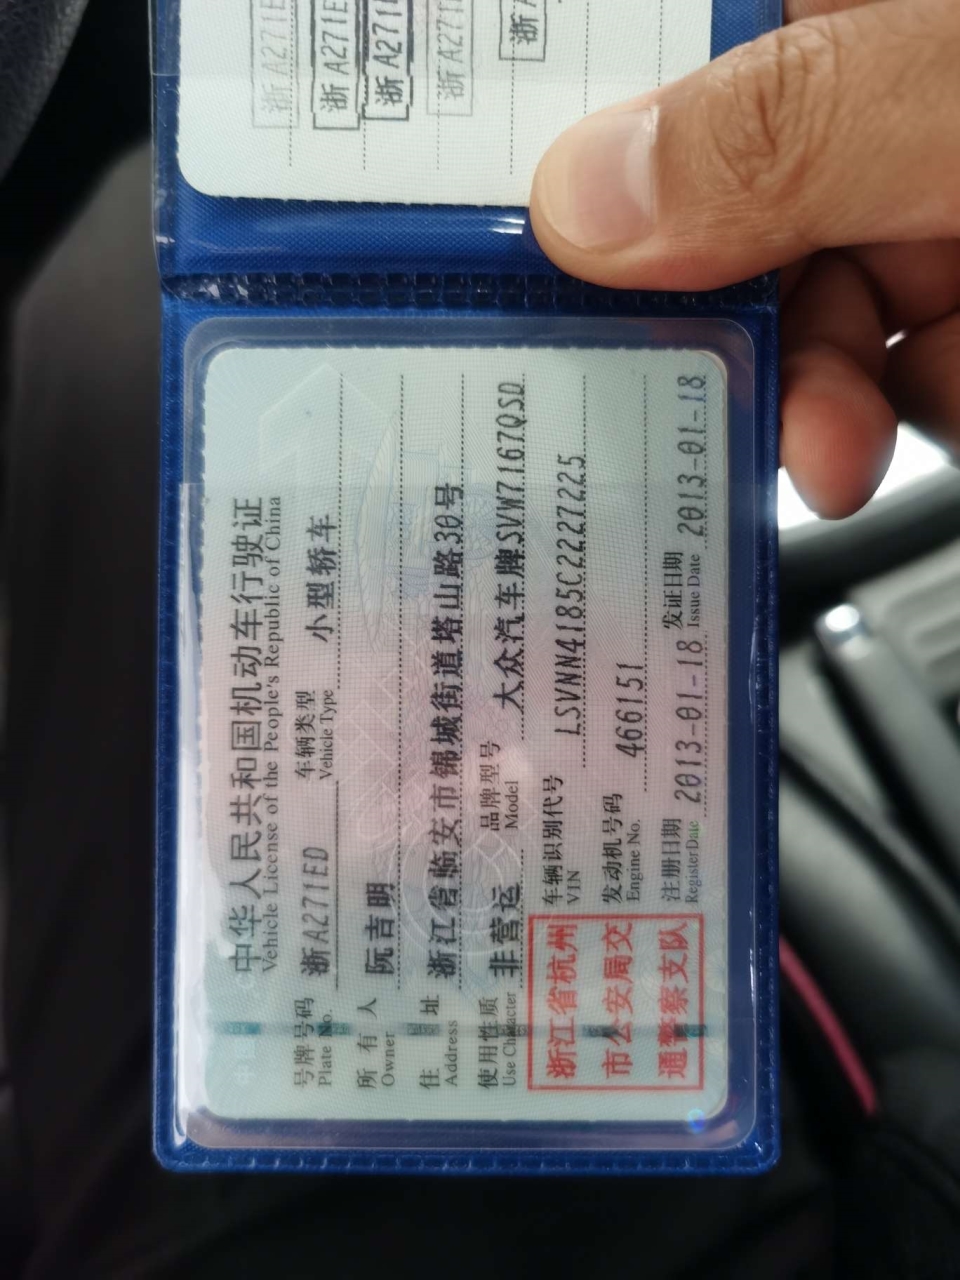 浙A271E
浙A271E
浙A271
浙A271
浙A
中华人民共和国机动车行驶证
Vehicle License of the People's Republic of China
号牌号码 浙A271ED 车辆类型 小型轿车
Plate No. Vehicle Type
所有人 阮吉明
Owner
住址 浙江省临安市锦城街道塔山路30号
Address
使用性质 非营运 品牌型号 大众汽车牌SVW7167QSD
Use Character Model
浙江省杭州
市公安局交
通警察支队
车辆识别代号 LSVNN4185C2227225
VIN
发动机号码 466151
Engine No.
注册日期 2013-01-18 发证日期 2013-01-18
RegisterDate Issue Date